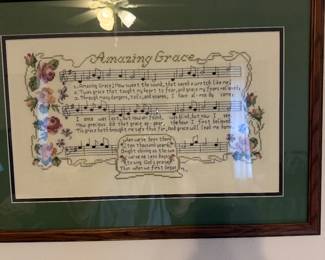 Amazing Grace
1. Amazing Grace! How sweet the sound, that saved a wretch like me!
2. 'Twas grace that taught my heart to fear, and grace my fears relieved;
3. Through many dangers, toils, and snares, I have already come;
I once was lost, but now am found, was blind, but now I see.
How precious did that grace appear the hour I first believed.
'Tis grace hath brought me safe thus far, and grace will lead me home.
When we've been there
ten thousand years,
bright shining as the sun
we've no less days
to sing God's praise
Than when we first begun